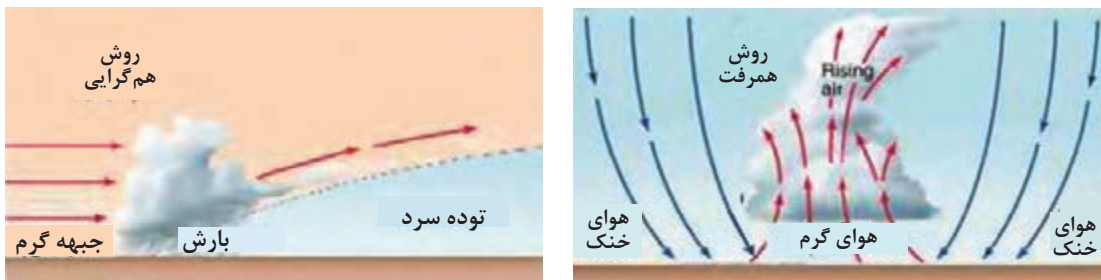 روش
هم‌گرایی
جبهه گرم
بارش
توده سرد
روش
همرفت
Rising
air
هوای
خنک
هوای گرم
هوای
خنک